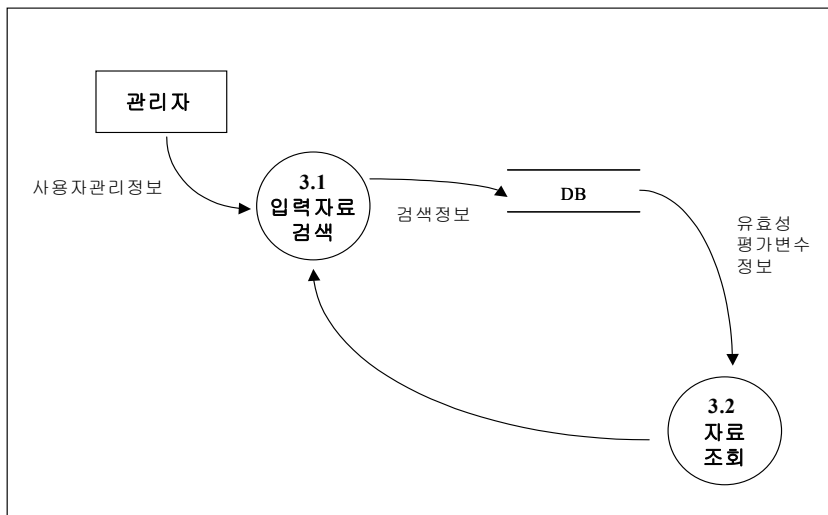 관리자
사용자관리정보
3.1
입력자료
검색
검색정보
DB
유효성
평가변수
정보
3.2
자료
조회